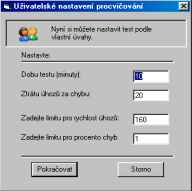 Uživatelské nastavení procvičování
Nyní si můžete nastavit test podle
vlastní úvahy.
Nastavte:
Dobu testu (minuty): 10
Ztrátu úhozů za chybu: 20
Zadejte limitu pro rychlost úhozů: 160
Zadejte limitu pro procento chyb: 1
Pokračovat Storno